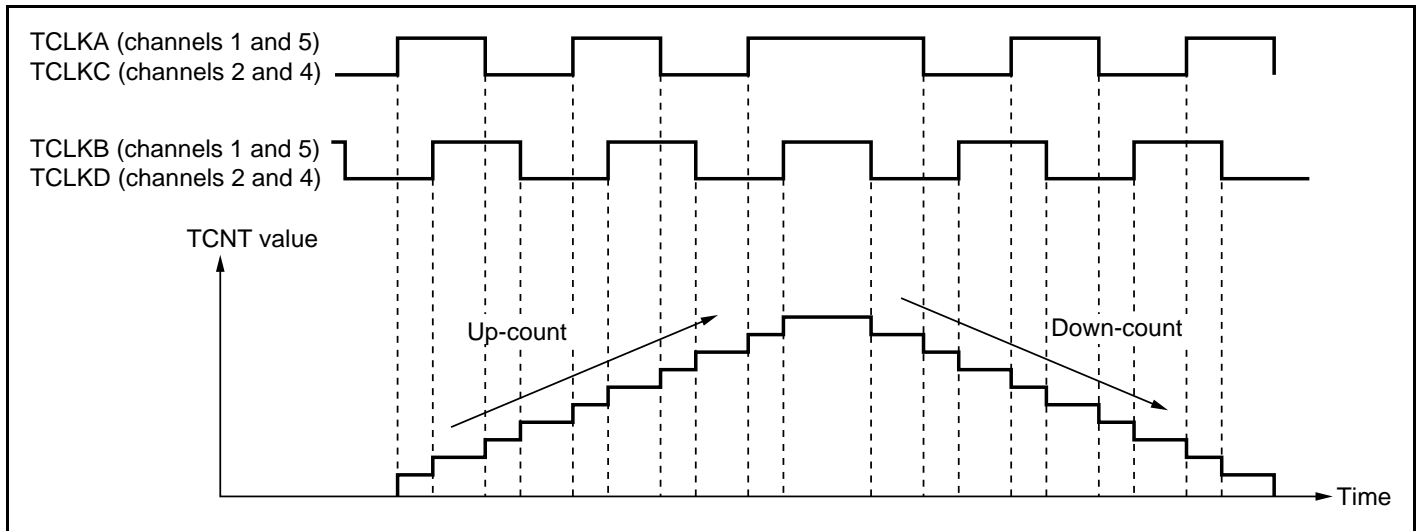 TCLKA (channels 1 and 5)
TCLKC (channels 2 and 4)
TCLKB (channels 1 and 5)
TCLKD (channels 2 and 4)
TCNT value
Up-count
Down-count
Time